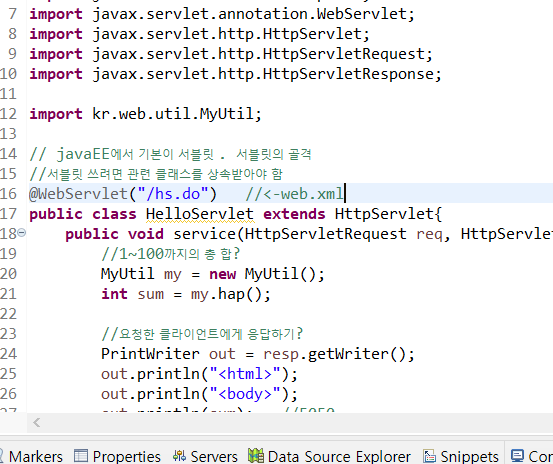 7 import javax.servlet.annotation.WebServlet;
8 import javax.servlet.http.HttpServlet;
9 import javax.servlet.http.HttpServletRequest;
10 import javax.servlet.http.HttpServletResponse;
11
12 import kr.web.util.MyUtil;
13
14 // javaEE에서 기본이 서블릿 . 서블릿의 골격
15 //서블릿 쓰려면 관련 클래스를 상속받아야 함
16 @WebServlet("/hs.do") //<-web.xml
17 public class HelloServlet extends HttpServlet{
18 public void service(HttpServletRequest req, HttpServlet
19 //1~100까지의 총 합?
20 MyUtil my = new MyUtil();
21 int sum = my.hap();
22
23 //요청한 클라이언트에게 응답하기?
24 PrintWriter out = resp.getWriter();
25 out.println("<html>");
26 out.println("<body>");
27 out.println(sum); //5050
Markers Properties Servers Data Source Explorer Snippets Con